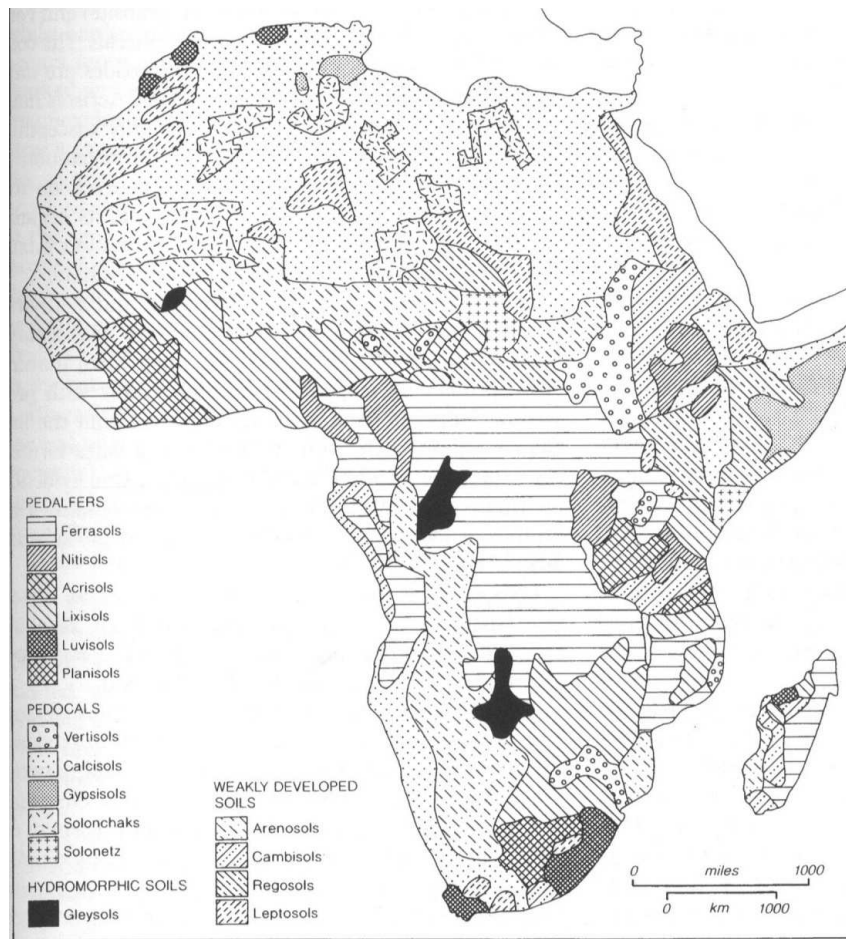 PEDALFERS
Ferrasols
Nitisols
Acrisols
Lixisols
Luvisols
Planisols
PEDOCALS
Vertisols
Calcisols
Gypsisols
Solonchaks
Solonetz
HYDROMORPHIC SOILS
Gleysols
WEAKLY DEVELOPED
SOILS
Arenosols
Cambisols
Regosols
Leptosols
0 miles 1000
0 km 1000